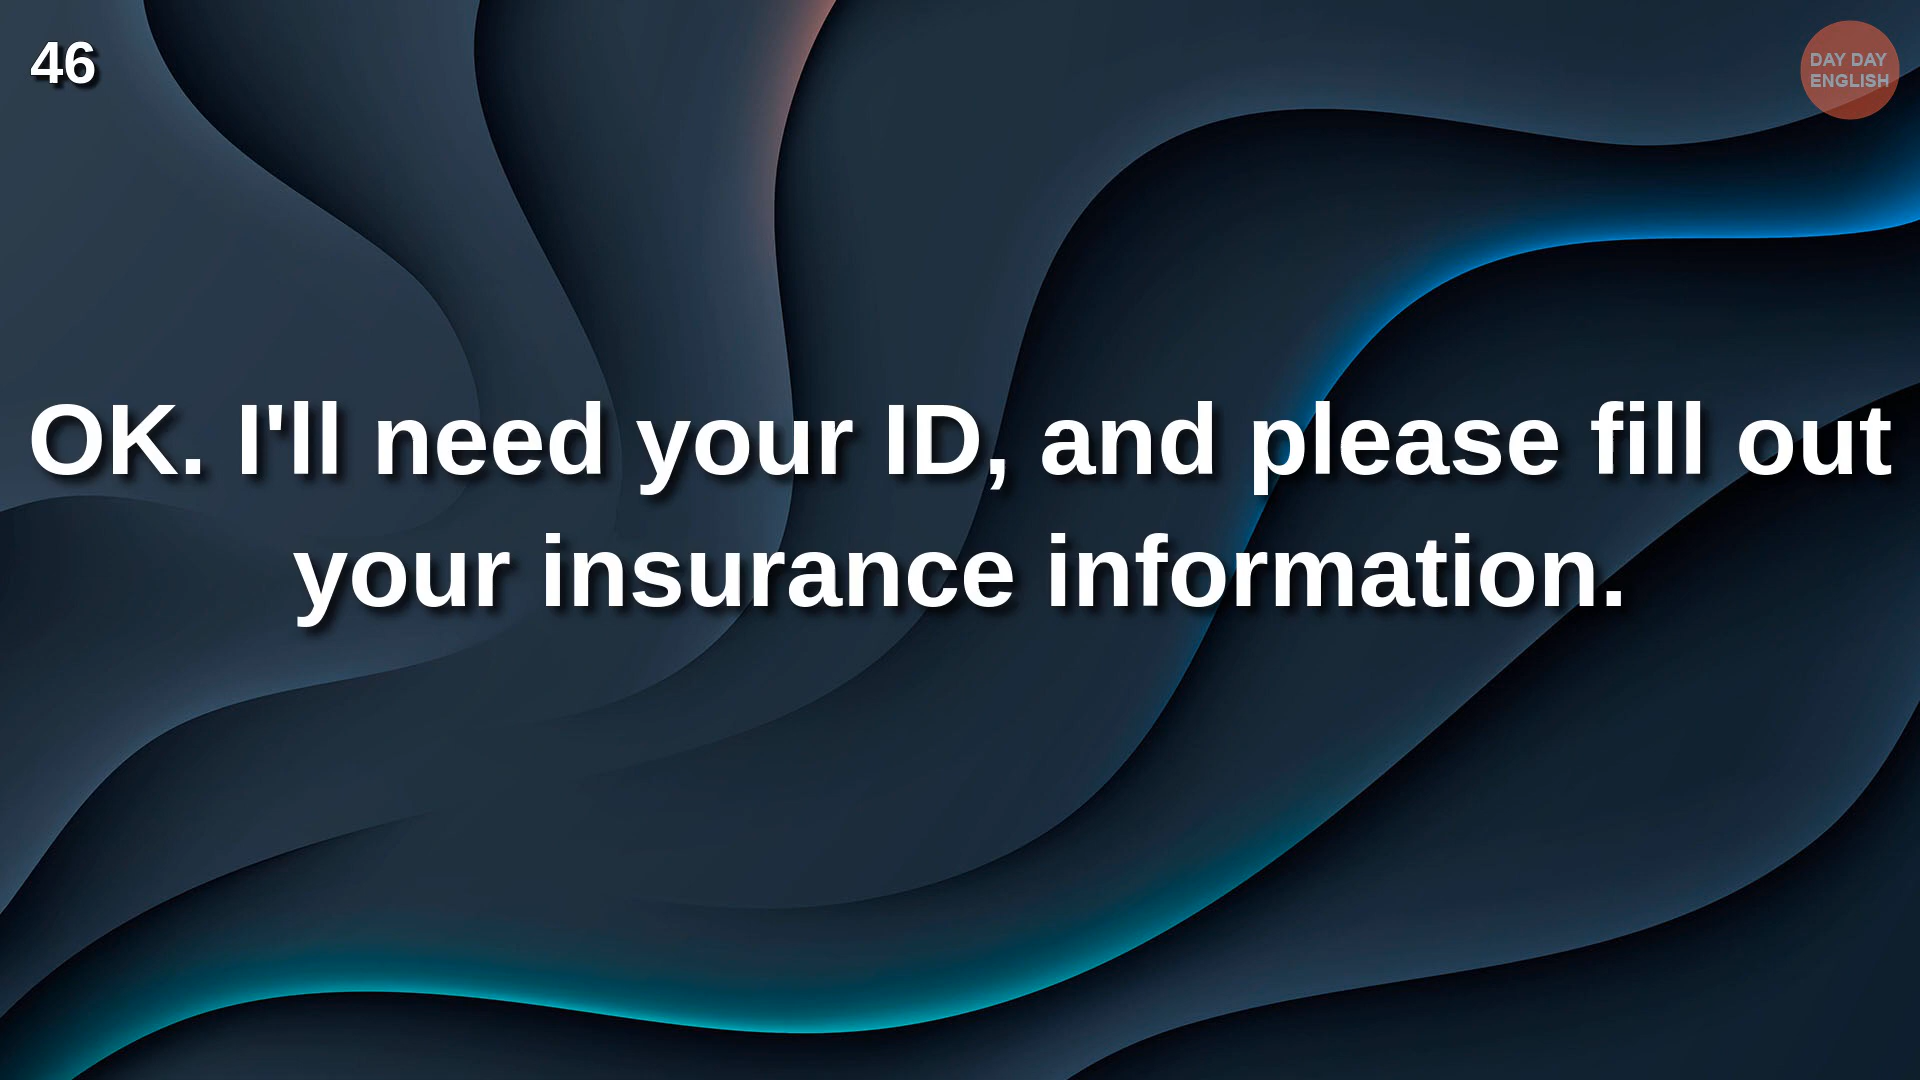 46
DAY DAY
ENGLISH
OK. I'll need your ID, and please fill out
your insurance information.